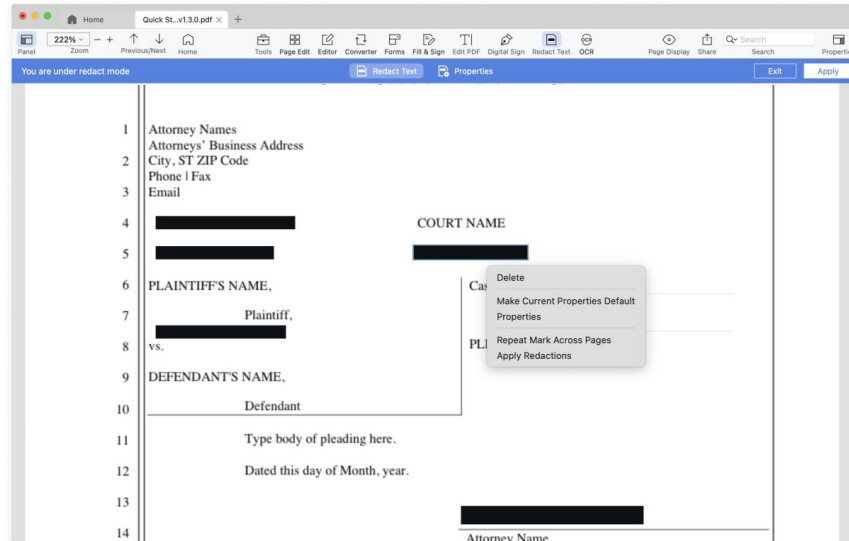 Home
Quick St...v1.3.0.pdf × +
222% − +
Panel Zoom Previous/Next Home Tools Page Edit Editor Converter Forms Fill & Sign Edit PDF Digital Sign Redact Text OCR Page Display Share Search
Search
You are under redact mode Redact Text Properties Exit Apply
1 Attorney Names
Attorneys' Business Address
2 City, ST ZIP Code
Phone | Fax
3 Email
4 COURT NAME
5
6 PLAINTIFF'S NAME,
7 Plaintiff,
8 vs.
9 DEFENDANT'S NAME,
10 Defendant
11 Type body of pleading here.
12 Dated this day of Month, year.
13
14 Attorney Name
Delete
Make Current Properties Default
Properties
Repeat Mark Across Pages
Apply Redactions